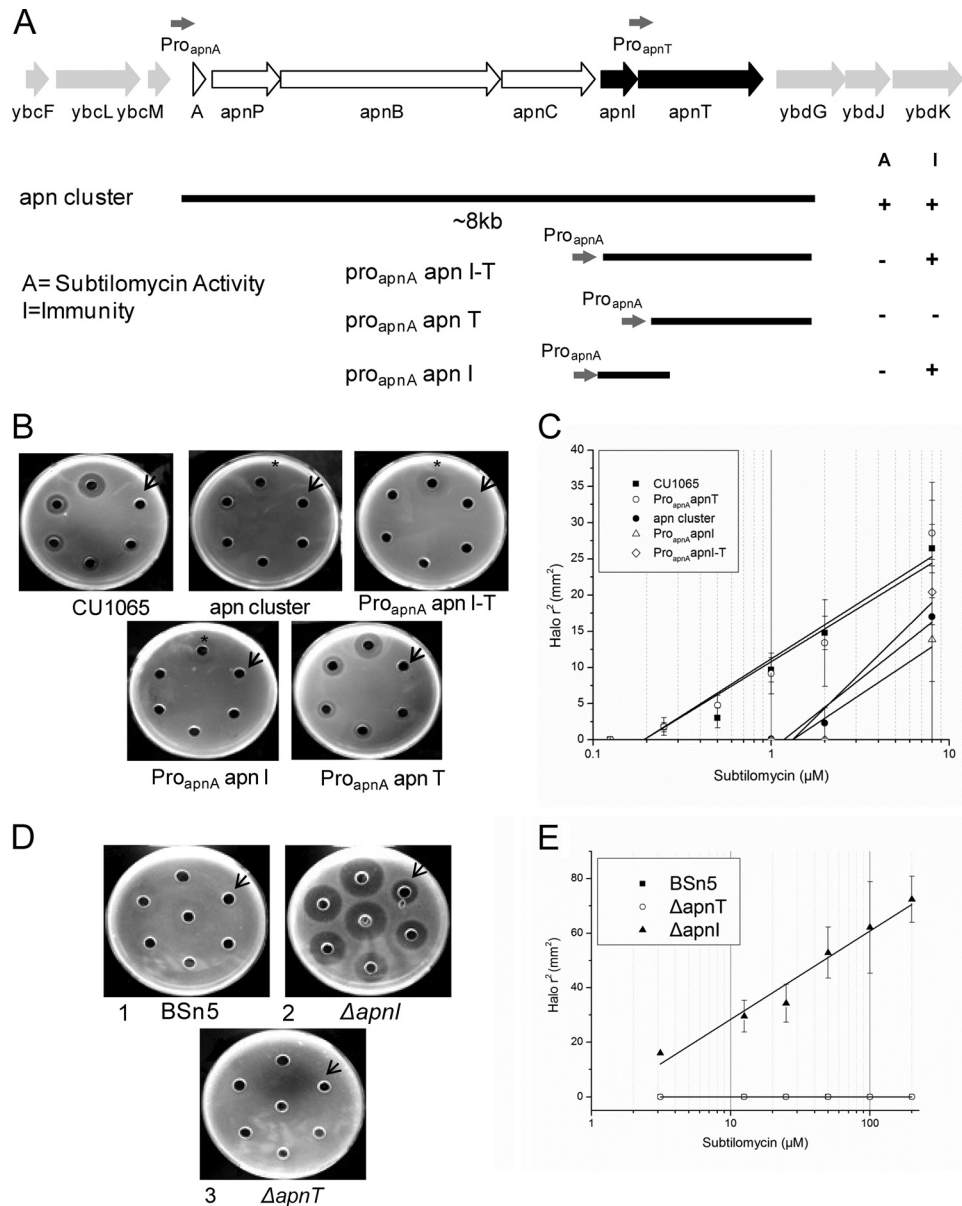 A
Pro apnA
Pro apnT
ybcF ybcL ybcM A apnP apnB apnC apnI apnT ybdG ybdJ ybdK
A I
apn cluster + +
~8kb
Pro apnA
pro apnA apn I-T - +
A= Subtilomycin Activity
I=Immunity
Pro apnA
pro apnA apn T - -
Pro apnA
pro apnA apn I - +
B
*
*
CU1065
apn cluster
Pro apnA apn I-T
*
Pro apnA apn I
Pro apnA apn T
C
40
35
30
25
20
15
10
5
0
Halo r² (mm²)
CU1065
Pro apnA apnT
apn cluster
Pro apnA apnI
Pro apnA apnI-T
0.1 1 10
Subtilomycin (µM)
D
1 BSn5
2 ΔapnI
3 ΔapnT
E
80
60
40
20
0
Halo r² (mm²)
BSn5
ΔapnT
ΔapnI
1 10 100
Subtilomycin (µM)